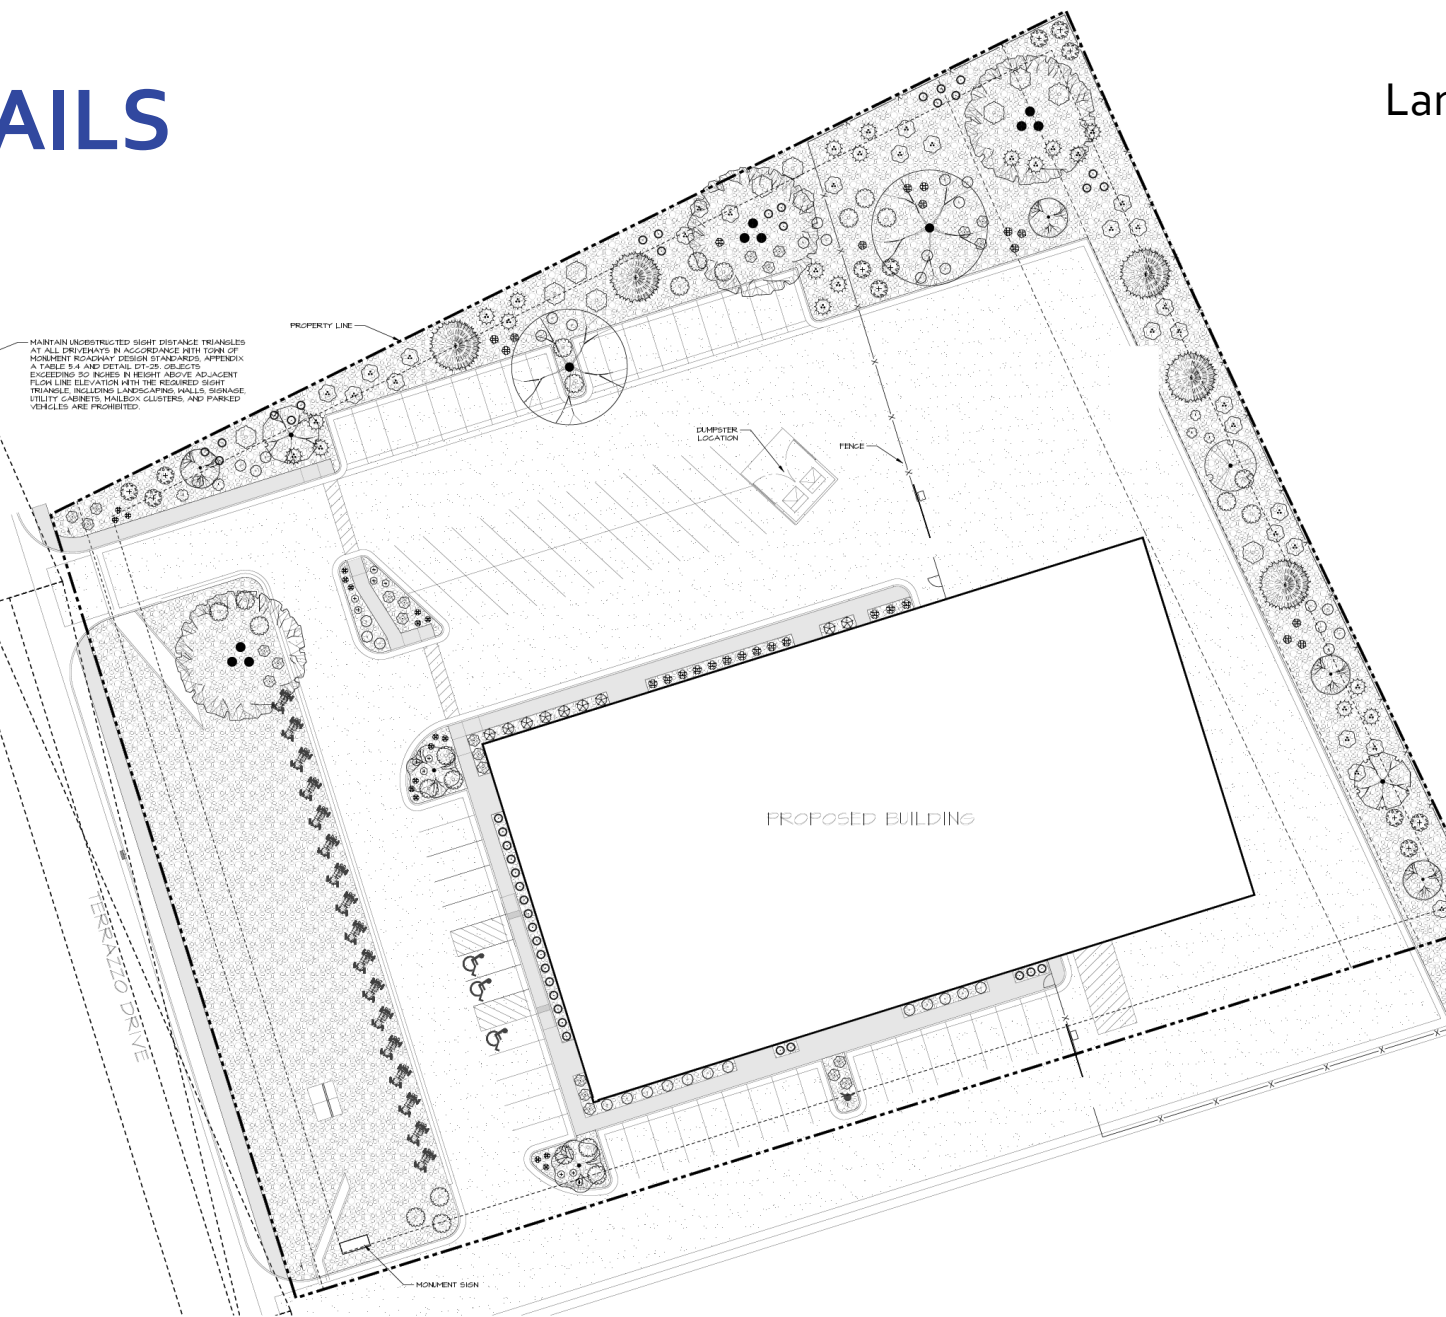 AILS
Lar
PROPERTY LINE
MAINTAIN UNOBSTRUCTED SIGHT DISTANCE TRIANGLES
AT ALL DRIVEWAYS IN ACCORDANCE WITH TOWN OF
MONUMENT ROADWAY DESIGN STANDARDS, APPENDIX
A TABLE 5.4 AND DETAIL DT-25. OBJECTS
EXCEEDING 30 INCHES IN HEIGHT ABOVE ADJACENT
FLOW LINE ELEVATION WITH THE REQUIRED SIGHT
TRIANGLE, INCLUDING LANDSCAPING, WALLS, SIGNAGE,
UTILITY CABINETS, MAILBOX CLUSTERS, AND PARKED
VEHICLES ARE PROHIBITED.
DUMPSTER
LOCATION
FENCE
PROPOSED BUILDING
TERRAZZO DRIVE
MONUMENT SIGN